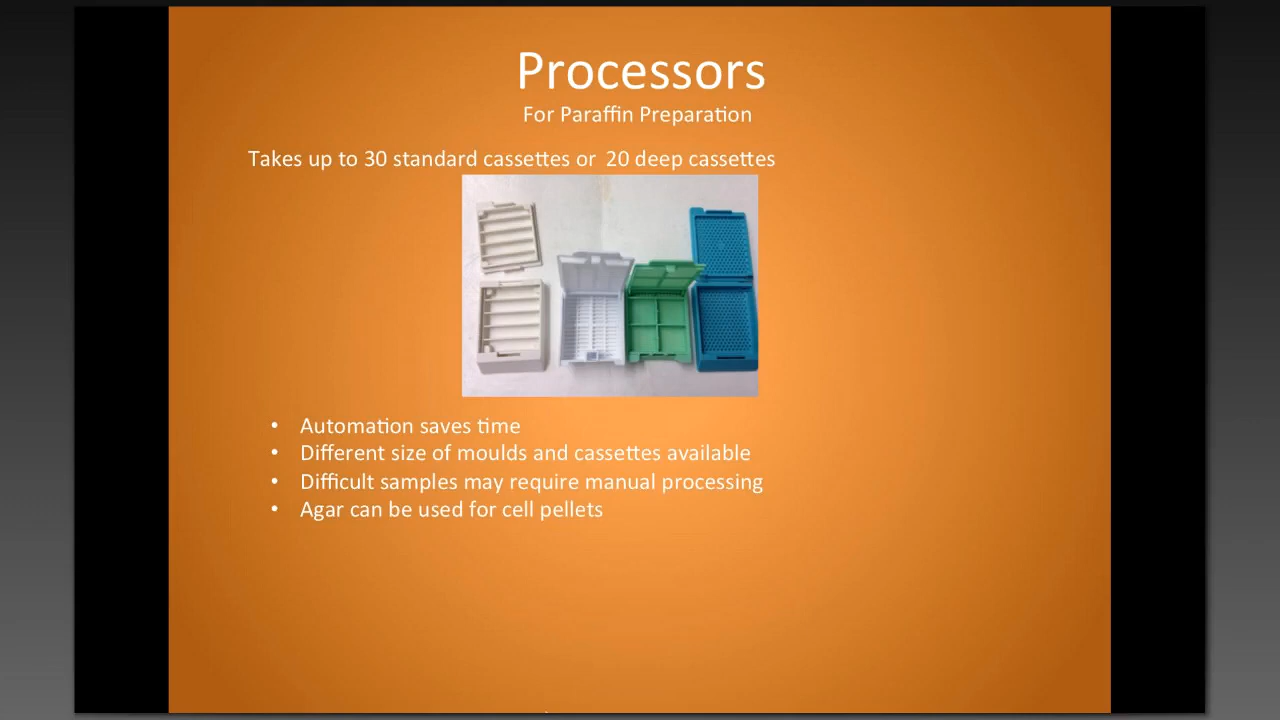 Processors
For Paraffin Preparation
Takes up to 30 standard cassettes or 20 deep cassettes
• Automation saves time
• Different size of moulds and cassettes available
• Difficult samples may require manual processing
• Agar can be used for cell pellets